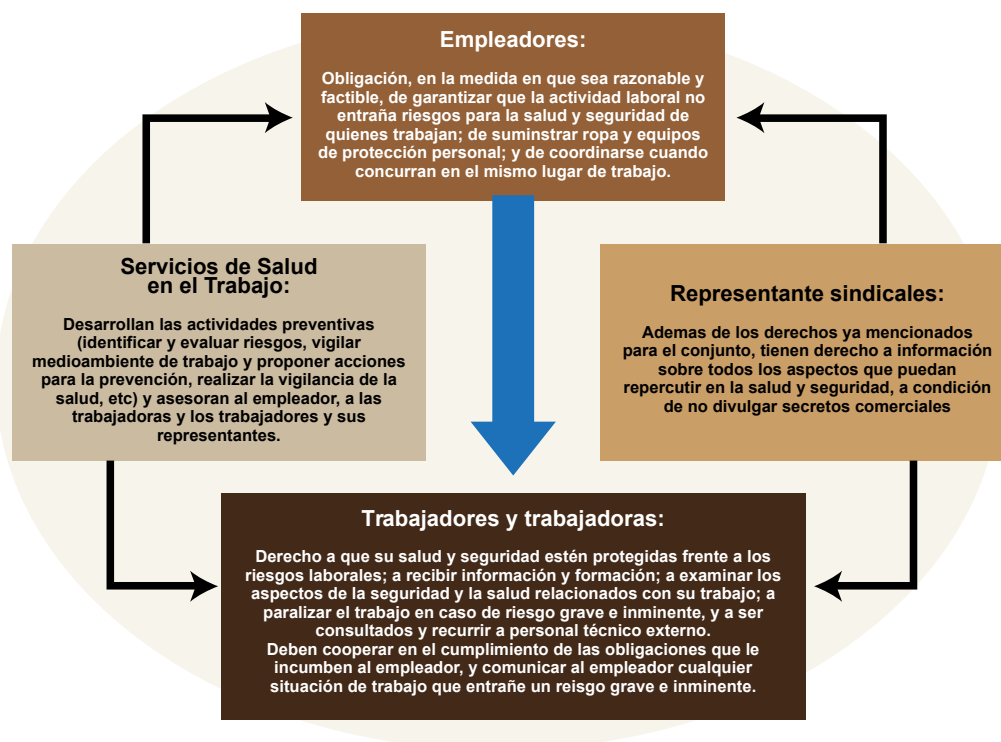 Empleadores:
Obligación, en la medida en que sea razonable y
factible, de garantizar que la actividad laboral no
entraña riesgos para la salud y seguridad de
quienes trabajan; de suminstrar ropa y equipos
de protección personal; y de coordinarse cuando
concurran en el mismo lugar de trabajo.
Servicios de Salud
en el Trabajo:
Desarrollan las actividades preventivas
(identificar y evaluar riesgos, vigilar
medioambiente de trabajo y proponer acciones
para la prevención, realizar la vigilancia de la
salud, etc) y asesoran al empleador, a las
trabajadoras y los trabajadores y sus
representantes.
Representante sindicales:
Ademas de los derechos ya mencionados
para el conjunto, tienen derecho a información
sobre todos los aspectos que puedan
repercutir en la salud y seguridad, a condición
de no divulgar secretos comerciales
Trabajadores y trabajadoras:
Derecho a que su salud y seguridad estén protegidas frente a los
riesgos laborales; a recibir información y formación; a examinar los
aspectos de la seguridad y la salud relacionados con su trabajo; a
paralizar el trabajo en caso de riesgo grave e inminente, y a ser
consultados y recurrir a personal técnico externo.
Deben cooperar en el cumplimiento de las obligaciones que le
incumben al empleador, y comunicar al empleador cualquier
situación de trabajo que entrañe un reisgo grave e inminente.